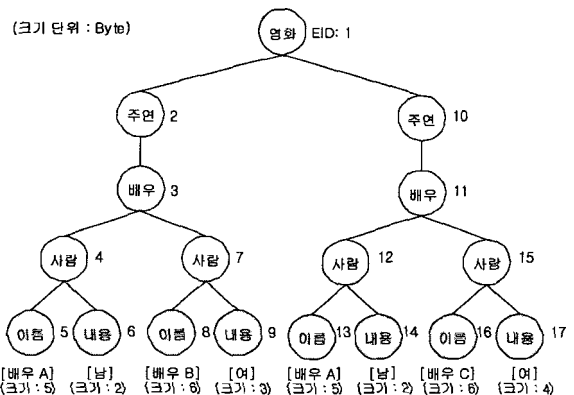 (크기 단위 : Byte)
영화 EID: 1
주연 2 주연 10
배우 3 배우 11
사람 4 사람 7 사람 12 사람 15
이름 5 내용 6 이름 8 내용 9 이름 13 내용 14 이름 16 내용 17
[배우 A] [남] [배우 B] [여] [배우 A] [남] [배우 C] [여]
(크기 : 5) (크기 : 2) (크기 : 6) (크기 : 3) (크기 : 5) (크기 : 2) (크기 : 6) (크기 : 4)